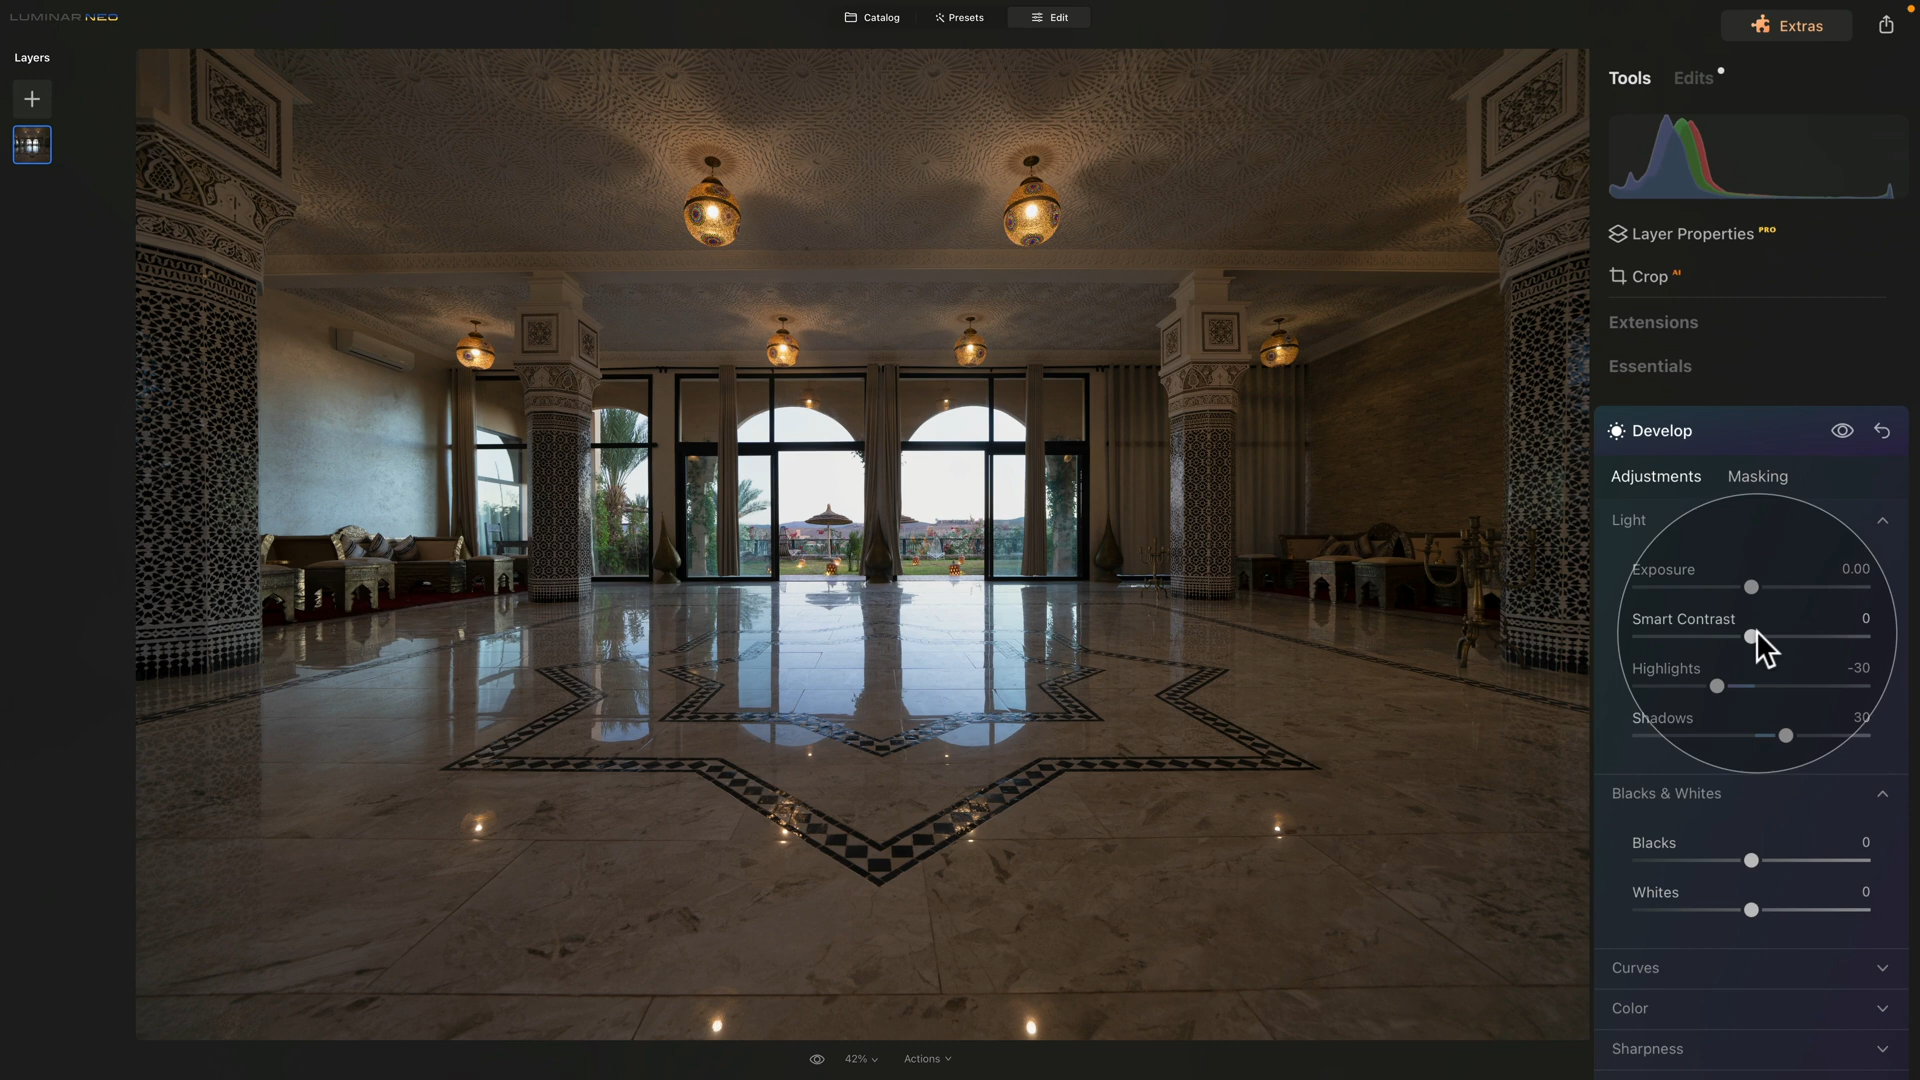 LUMINAR NEO
Catalog
Presets
Edit
Extras
Layers
Tools
Edits
Layer Properties PRO
Crop AI
Extensions
Essentials
Develop
Adjustments
Masking
Light
Exposure 0.00
Smart Contrast 0
Highlights -30
Shadows 30
Blacks & Whites
Blacks 0
Whites 0
Curves
Color
Sharpness
42%
Actions